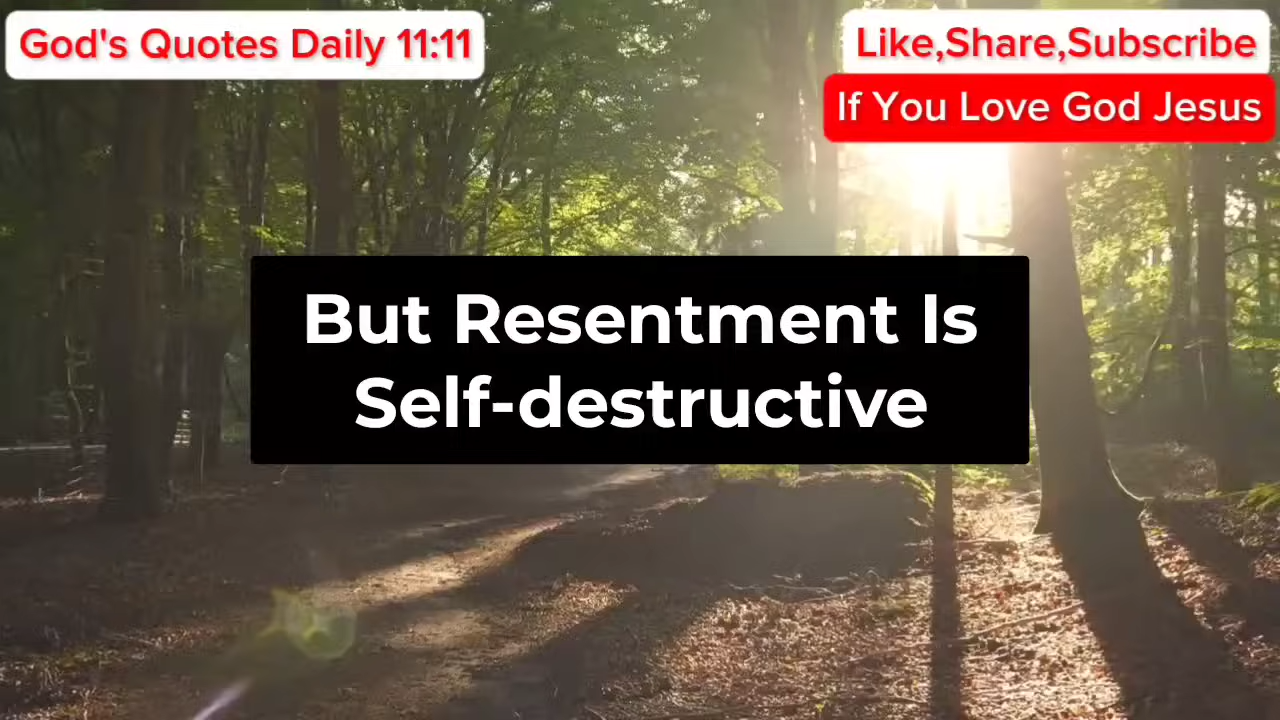 God's Quotes Daily 11:11
Like,Share,Subscribe
If You Love God Jesus
But Resentment Is
Self-destructive